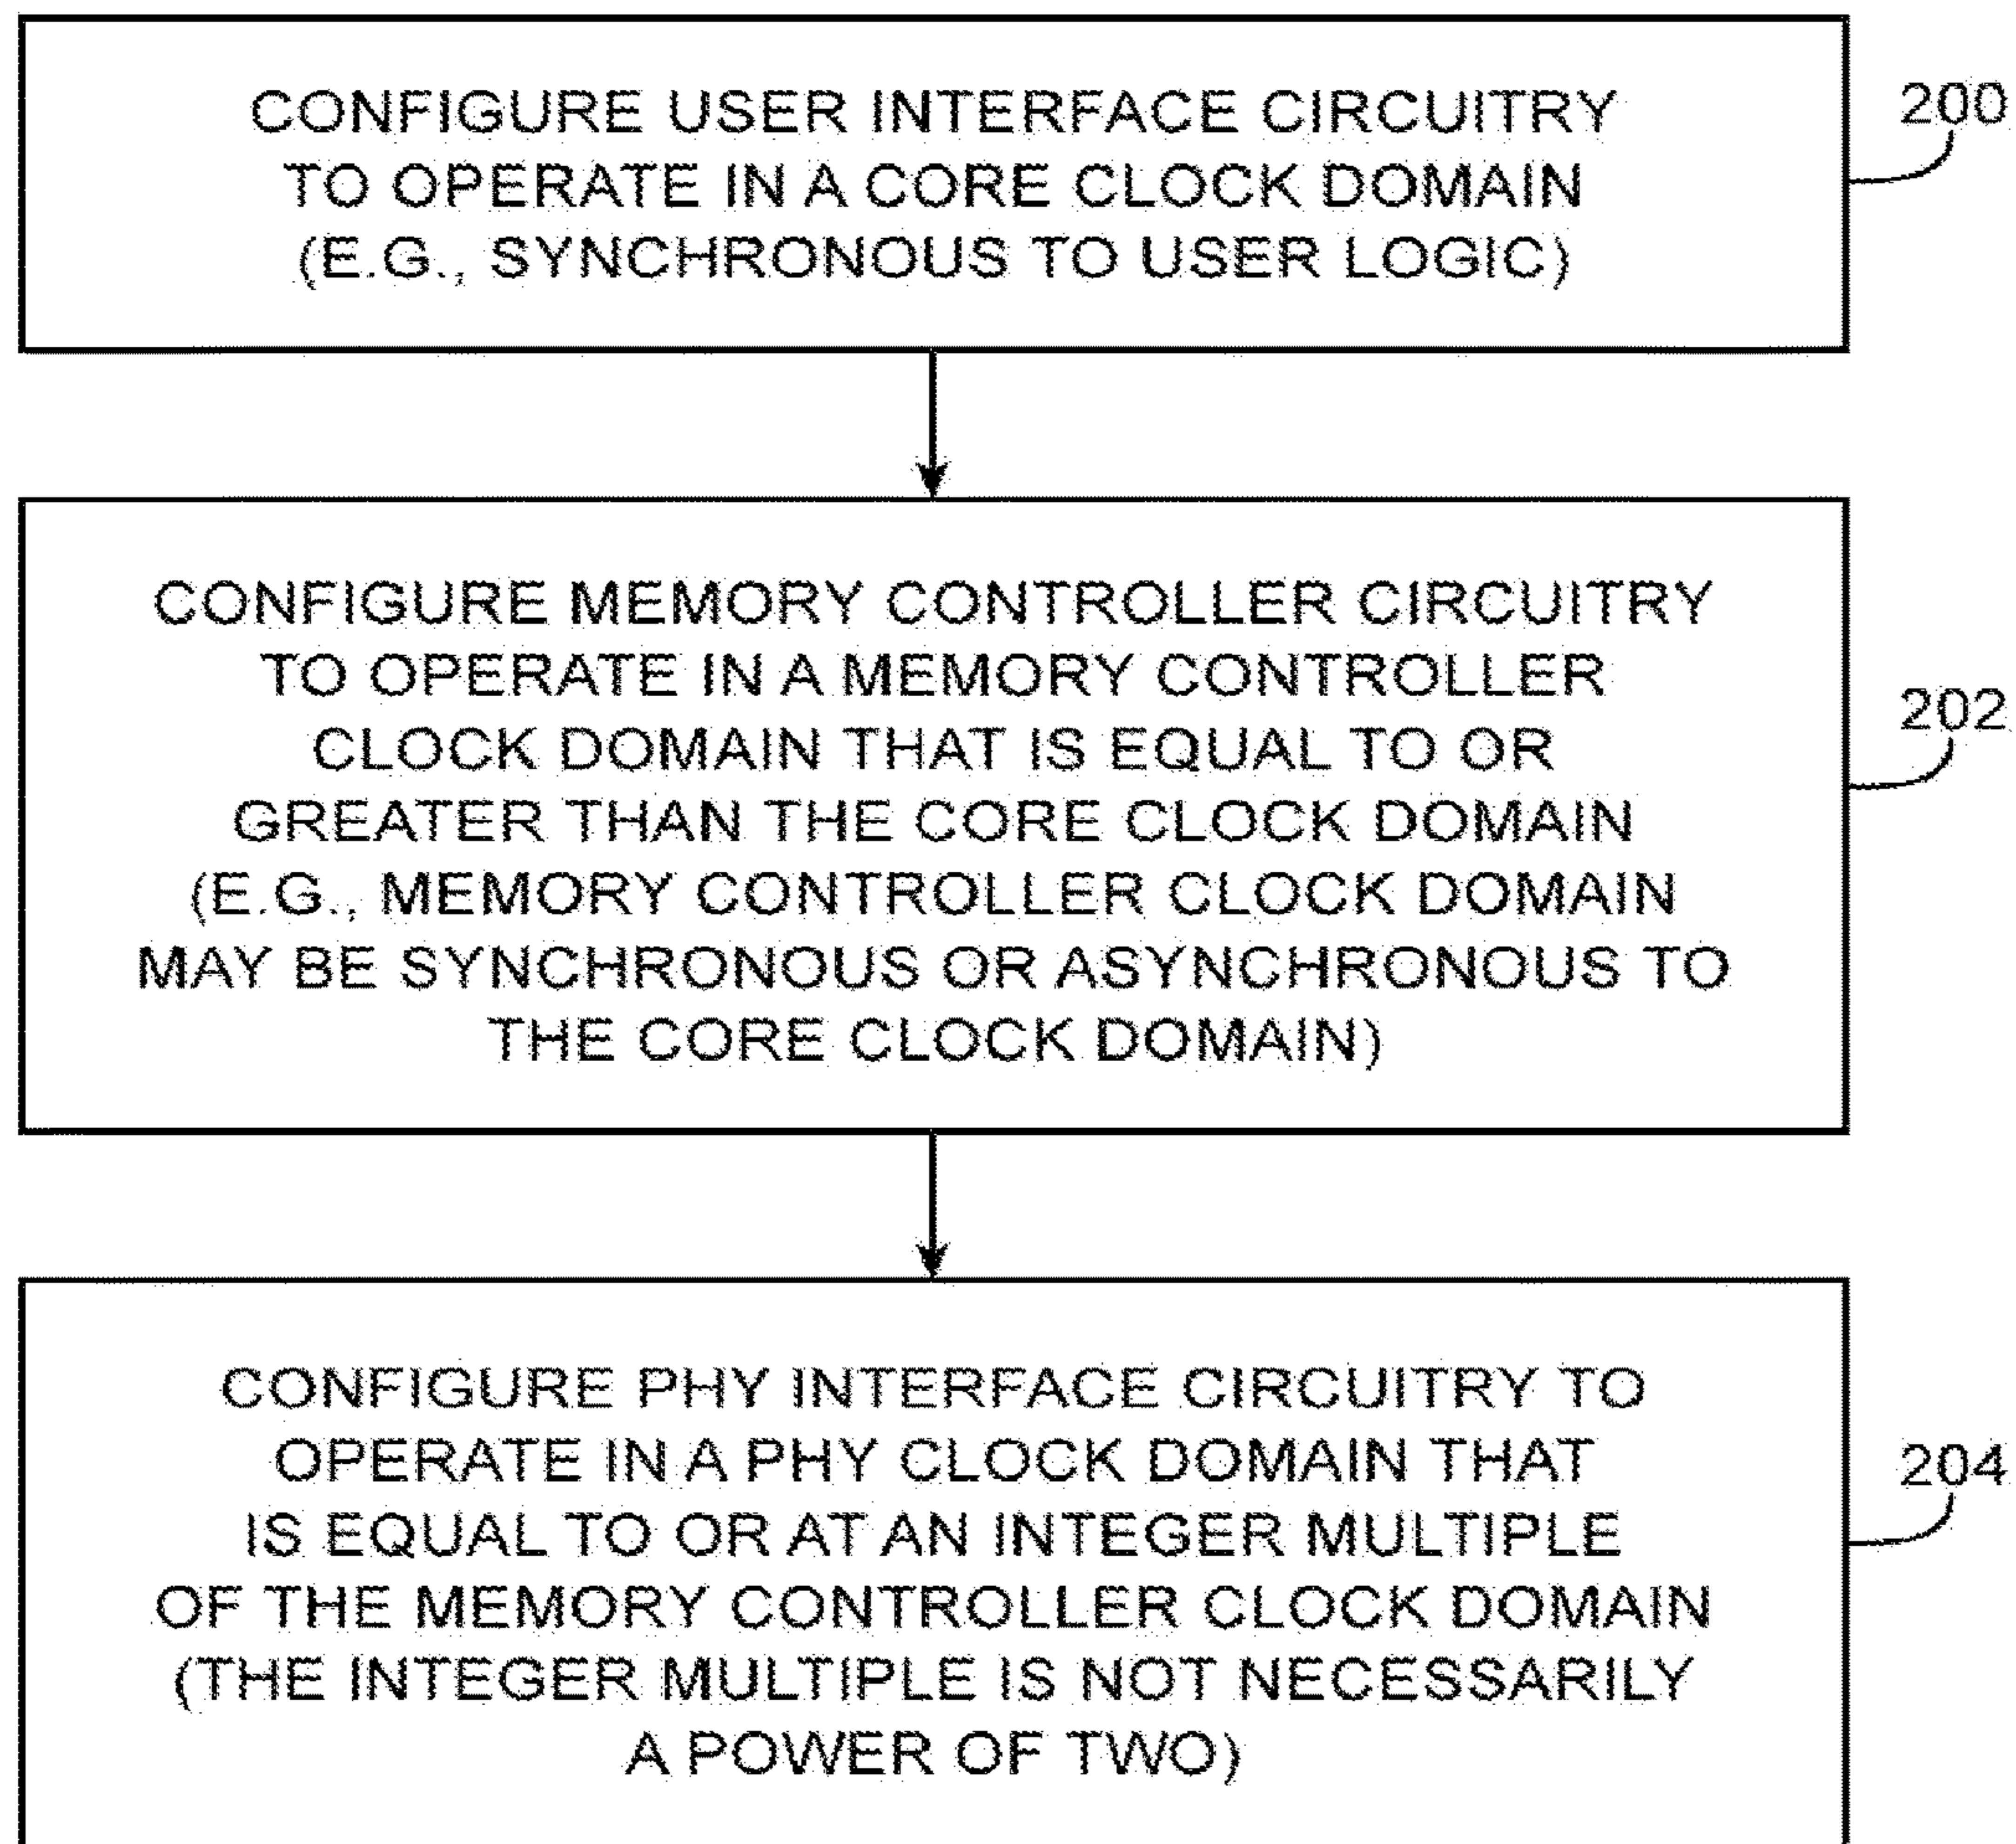 CONFIGURE USER INTERFACE CIRCUITRY
TO OPERATE IN A CORE CLOCK DOMAIN
(E.G., SYNCHRONOUS TO USER LOGIC)
200
CONFIGURE MEMORY CONTROLLER CIRCUITRY
TO OPERATE IN A MEMORY CONTROLLER
CLOCK DOMAIN THAT IS EQUAL TO OR
GREATER THAN THE CORE CLOCK DOMAIN
(E.G., MEMORY CONTROLLER CLOCK DOMAIN
MAY BE SYNCHRONOUS OR ASYNCHRONOUS TO
THE CORE CLOCK DOMAIN)
202
CONFIGURE PHY INTERFACE CIRCUITRY TO
OPERATE IN A PHY CLOCK DOMAIN THAT
IS EQUAL TO OR AT AN INTEGER MULTIPLE
OF THE MEMORY CONTROLLER CLOCK DOMAIN
(THE INTEGER MULTIPLE IS NOT NECESSARILY
A POWER OF TWO)
204